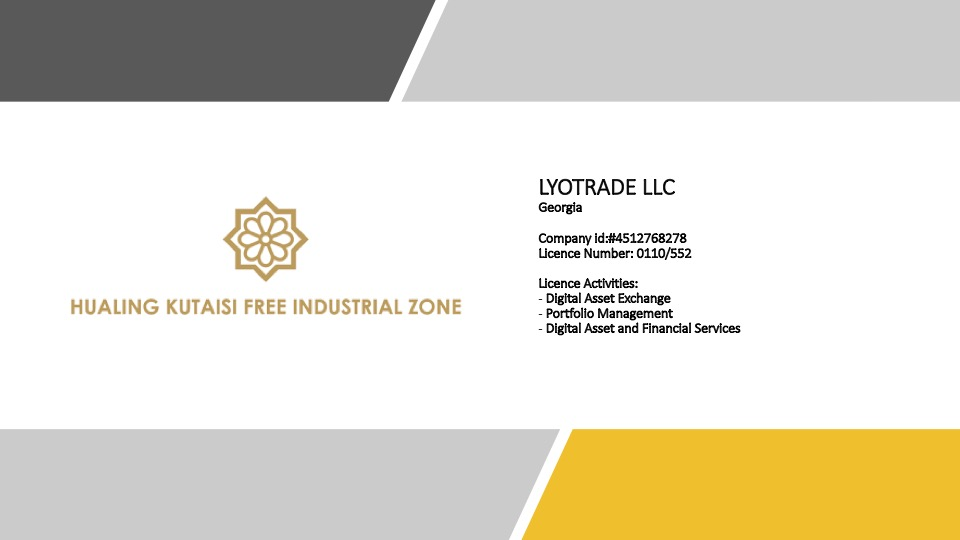 HUALING KUTAISI FREE INDUSTRIAL ZONE
LYOTRADE LLC
Georgia
Company id:#4512768278
Licence Number: 0110/552
Licence Activities:
- Digital Asset Exchange
- Portfolio Management
- Digital Asset and Financial Services